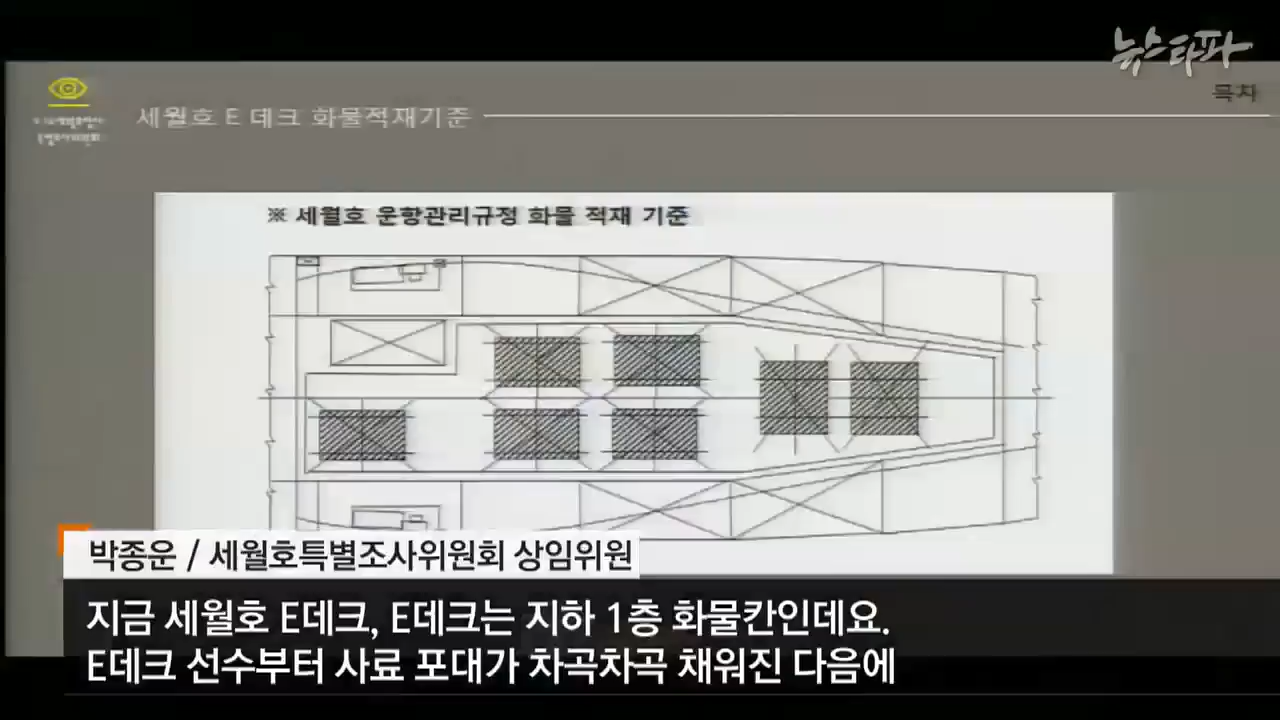 뉴스타파
목차
세월호 E 데크 화물적재기준
※ 세월호 운항관리규정 화물 적재 기준
박종운 / 세월호특별조사위원회 상임위원
지금 세월호 E데크, E데크는 지하 1층 화물칸인데요.
E데크 선수부터 사료 포대가 차곡차곡 채워진 다음에